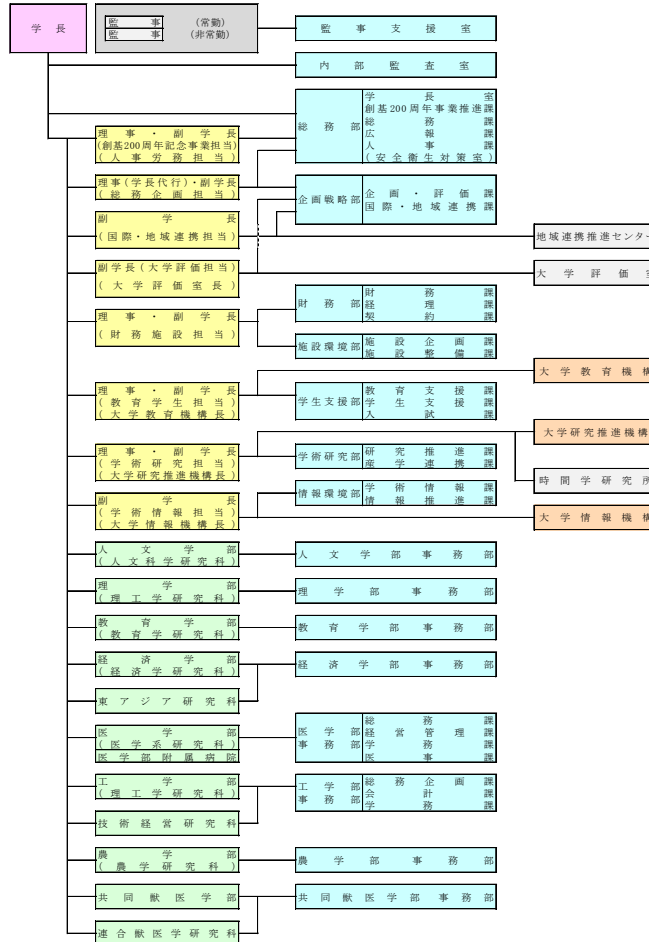 学長
監事 (常勤)
監事 (非常勤)
監事支援室
内部監査室
総務部
学長室
創基200周年事業推進課
総務課
広報課
人事課
(安全衛生対策室)
理事・副学長
(創基200周年記念事業担当)
(人事労務担当)
理事(学長代行)・副学長
(総務企画担当)
企画戦略部
企画・評価課
国際・地域連携課
副学長
(国際・地域連携担当)
地域連携推進センター
副学長(大学評価担当)
(大学評価室長)
大学評価室
理事・副学長
(財務施設担当)
財務部
財務課
経理課
契約課
施設環境部
施設企画課
施設整備課
大学教育機構
理事・副学長
(教育学生担当)
(大学教育機構長)
学生支援部
教育支援課
学生支援課
入試課
大学研究推進機構
理事・副学長
(学術研究担当)
(大学研究推進機構長)
学術研究部
研究推進課
産学連携課
時間学研究所
副学長
(学術情報担当)
(大学情報機構長)
情報環境部
学術情報課
情報推進課
大学情報機構
人文学部
(人文科学研究科)
人文学部事務部
理学部
(理工学研究科)
理学部事務部
教育学部
(教育学研究科)
教育学部事務部
経済学部
(経済学研究科)
経済学部事務部
東アジア研究科
医学部
(医学系研究科)
医学部附属病院
医学部
事務部
総務課
経営管理課
学務課
医事課
工学部
(理工学研究科)
工学部
事務部
総務企画課
会計課
学務課
技術経営研究科
農学部
(農学研究科)
農学部事務部
共同獣医学部
共同獣医学部事務部
連合獣医学研究科